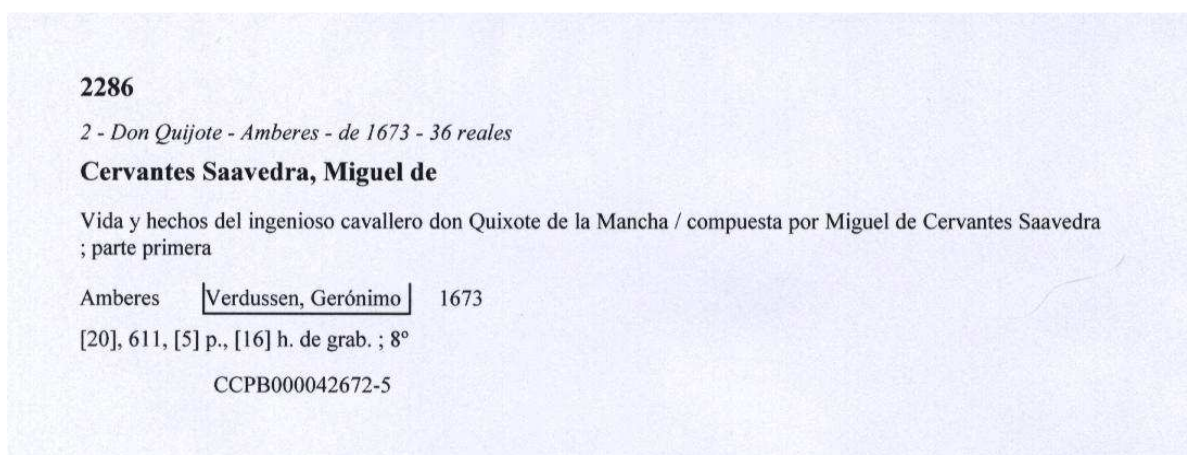 2286
2 - Don Quijote - Amberes - de 1673 - 36 reales
Cervantes Saavedra, Miguel de
Vida y hechos del ingenioso cavallero don Quixote de la Mancha / compuesta por Miguel de Cervantes Saavedra
; parte primera
Amberes Verdussen, Gerónimo 1673
[20], 611, [5] p., [16] h. de grab. ; 8º
CCPB000042672-5